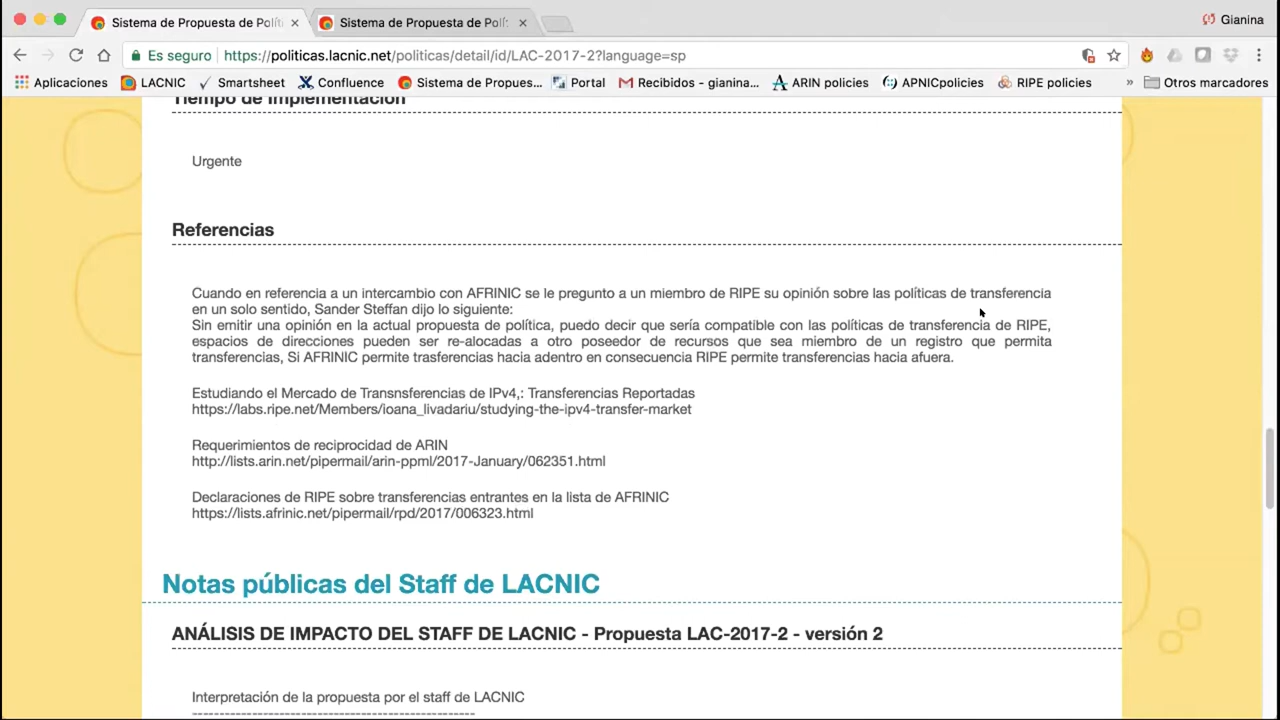 Sistema de Propuesta de Políti
Sistema de Propuesta de Polít
Gianina
Es seguro
https://politicas.lacnic.net/politicas/detail/id/LAC-2017-2?language=sp
Aplicaciones
LACNIC
Smartsheet
Confluence
Sistema de Propues...
Portal
Recibidos - gianina...
ARIN policies
APNICpolicies
RIPE policies
»
Otros marcadores
Tiempo de Implementación
Urgente
Referencias
Cuando en referencia a un intercambio con AFRINIC se le pregunto a un miembro de RIPE su opinión sobre las políticas de transferencia
en un solo sentido, Sander Steffan dijo lo siguiente:
Sin emitir una opinión en la actual propuesta de política, puedo decir que sería compatible con las políticas de transferencia de RIPE,
espacios de direcciones pueden ser re-alocadas a otro poseedor de recursos que sea miembro de un registro que permita
transferencias, Si AFRINIC permite trasferencias hacia adentro en consecuencia RIPE permite transferencias hacia afuera.
Estudiando el Mercado de Transnsferencias de IPv4,: Transferencias Reportadas
https://labs.ripe.net/Members/ioana_livadariu/studying-the-ipv4-transfer-market
Requerimientos de reciprocidad de ARIN
http://lists.arin.net/pipermail/arin-ppml/2017-January/062351.html
Declaraciones de RIPE sobre transferencias entrantes en la lista de AFRINIC
https://lists.afrinic.net/pipermail/rpd/2017/006323.html
Notas públicas del Staff de LACNIC
ANÁLISIS DE IMPACTO DEL STAFF DE LACNIC - Propuesta LAC-2017-2 - versión 2
Interpretación de la propuesta por el staff de LACNIC
-----------------------------------------------------